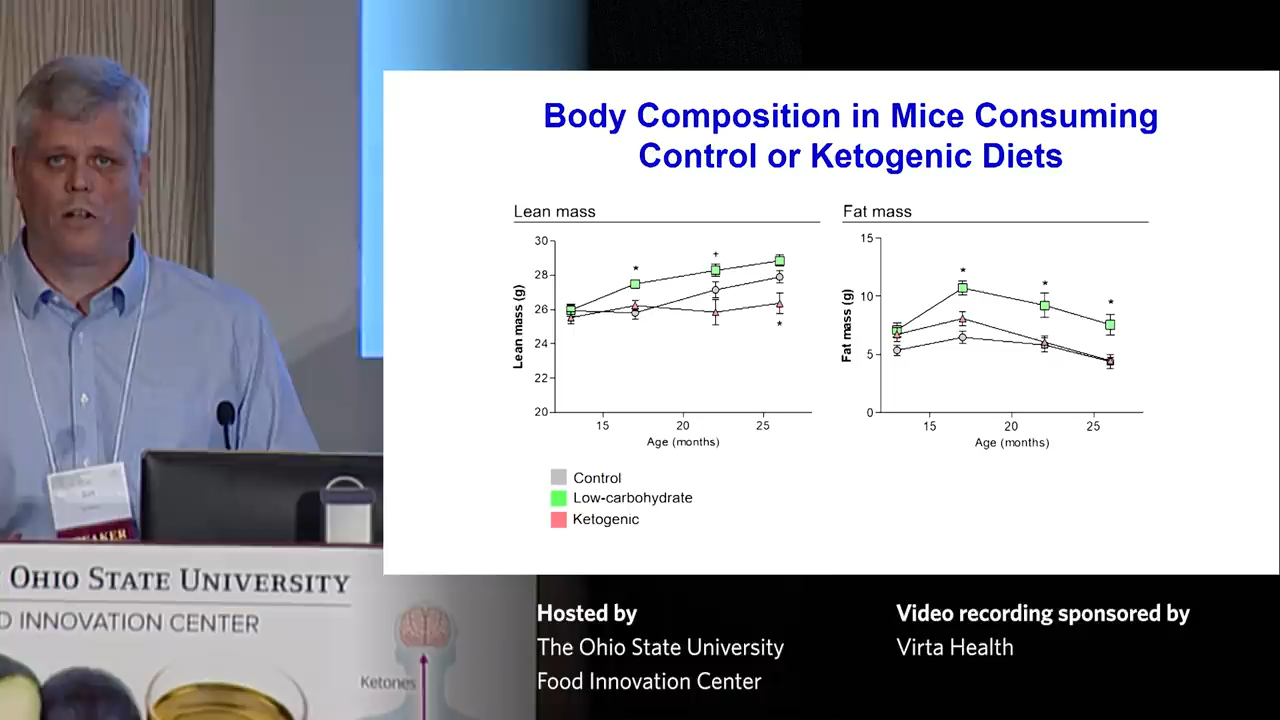 Body Composition in Mice Consuming
Control or Ketogenic Diets
Lean mass
30
28
26
24
22
20
Lean mass (g)
*
+
*
15
20
25
Age (months)
Fat mass
15
10
5
0
Fat mass (g)
*
*
*
15
20
25
Age (months)
Control
Low-carbohydrate
Ketogenic
OHIO STATE UNIVERSITY
INNOVATION CENTER
Ketones
Hosted by
The Ohio State University
Food Innovation Center
Video recording sponsored by
Virta Health